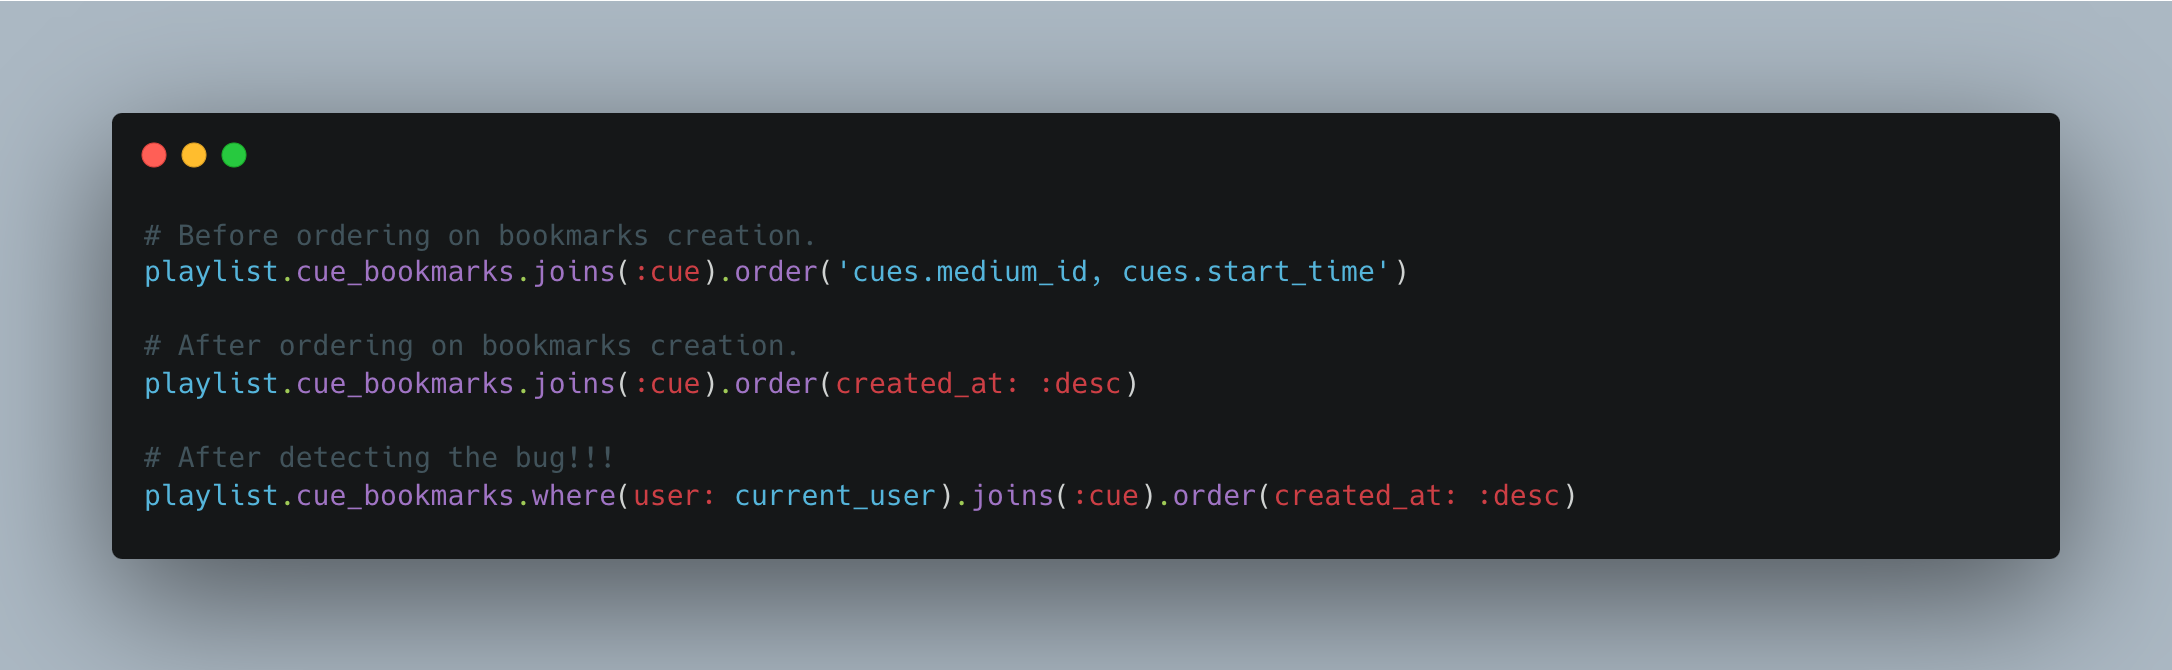 # Before ordering on bookmarks creation.
playlist.cue_bookmarks.joins(:cue).order('cues.medium_id, cues.start_time')
# After ordering on bookmarks creation.
playlist.cue_bookmarks.joins(:cue).order(created_at: :desc)
# After detecting the bug!!!
playlist.cue_bookmarks.where(user: current_user).joins(:cue).order(created_at: :desc)